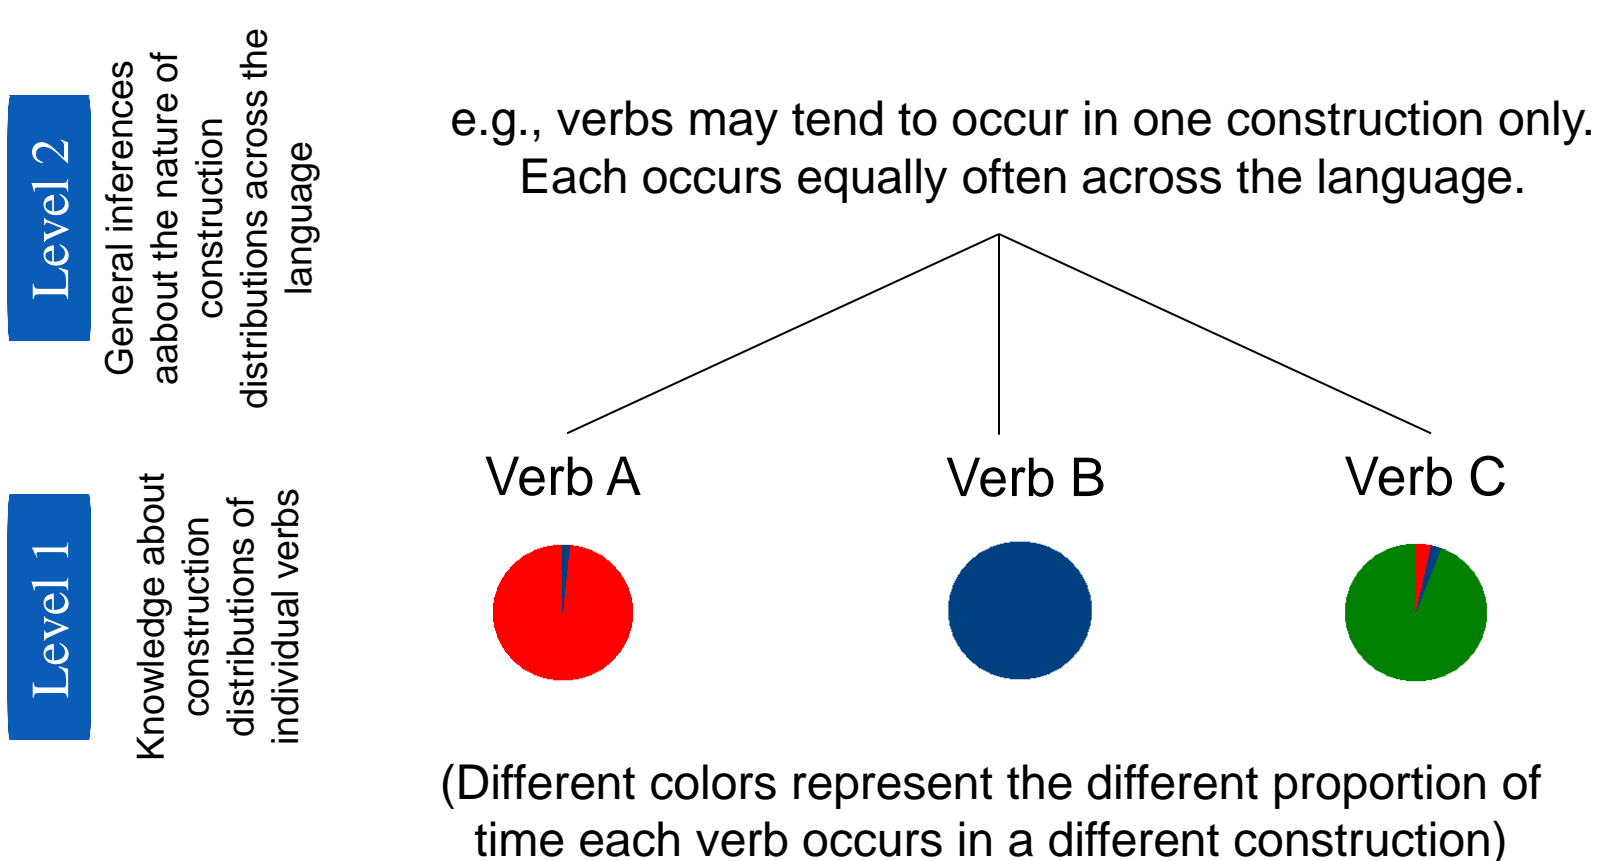 Level 2
General inferences
aabout the nature of
construction
distributions across the
language
e.g., verbs may tend to occur in one construction only.
Each occurs equally often across the language.
Level 1
Knowledge about
construction
distributions of
individual verbs
Verb A
Verb B
Verb C
(Different colors represent the different proportion of
time each verb occurs in a different construction)